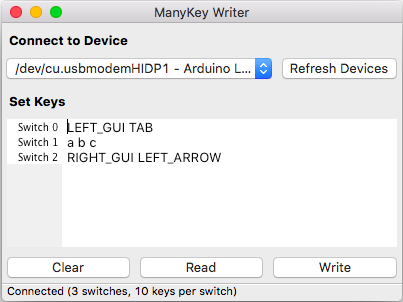 ManyKey Writer
Connect to Device
/dev/cu.usbmodemHIDP1 - Arduino L...
Refresh Devices
Set Keys
Switch 0 LEFT_GUI TAB
Switch 1 a b c
Switch 2 RIGHT_GUI LEFT_ARROW
Clear Read Write
Connected (3 switches, 10 keys per switch)